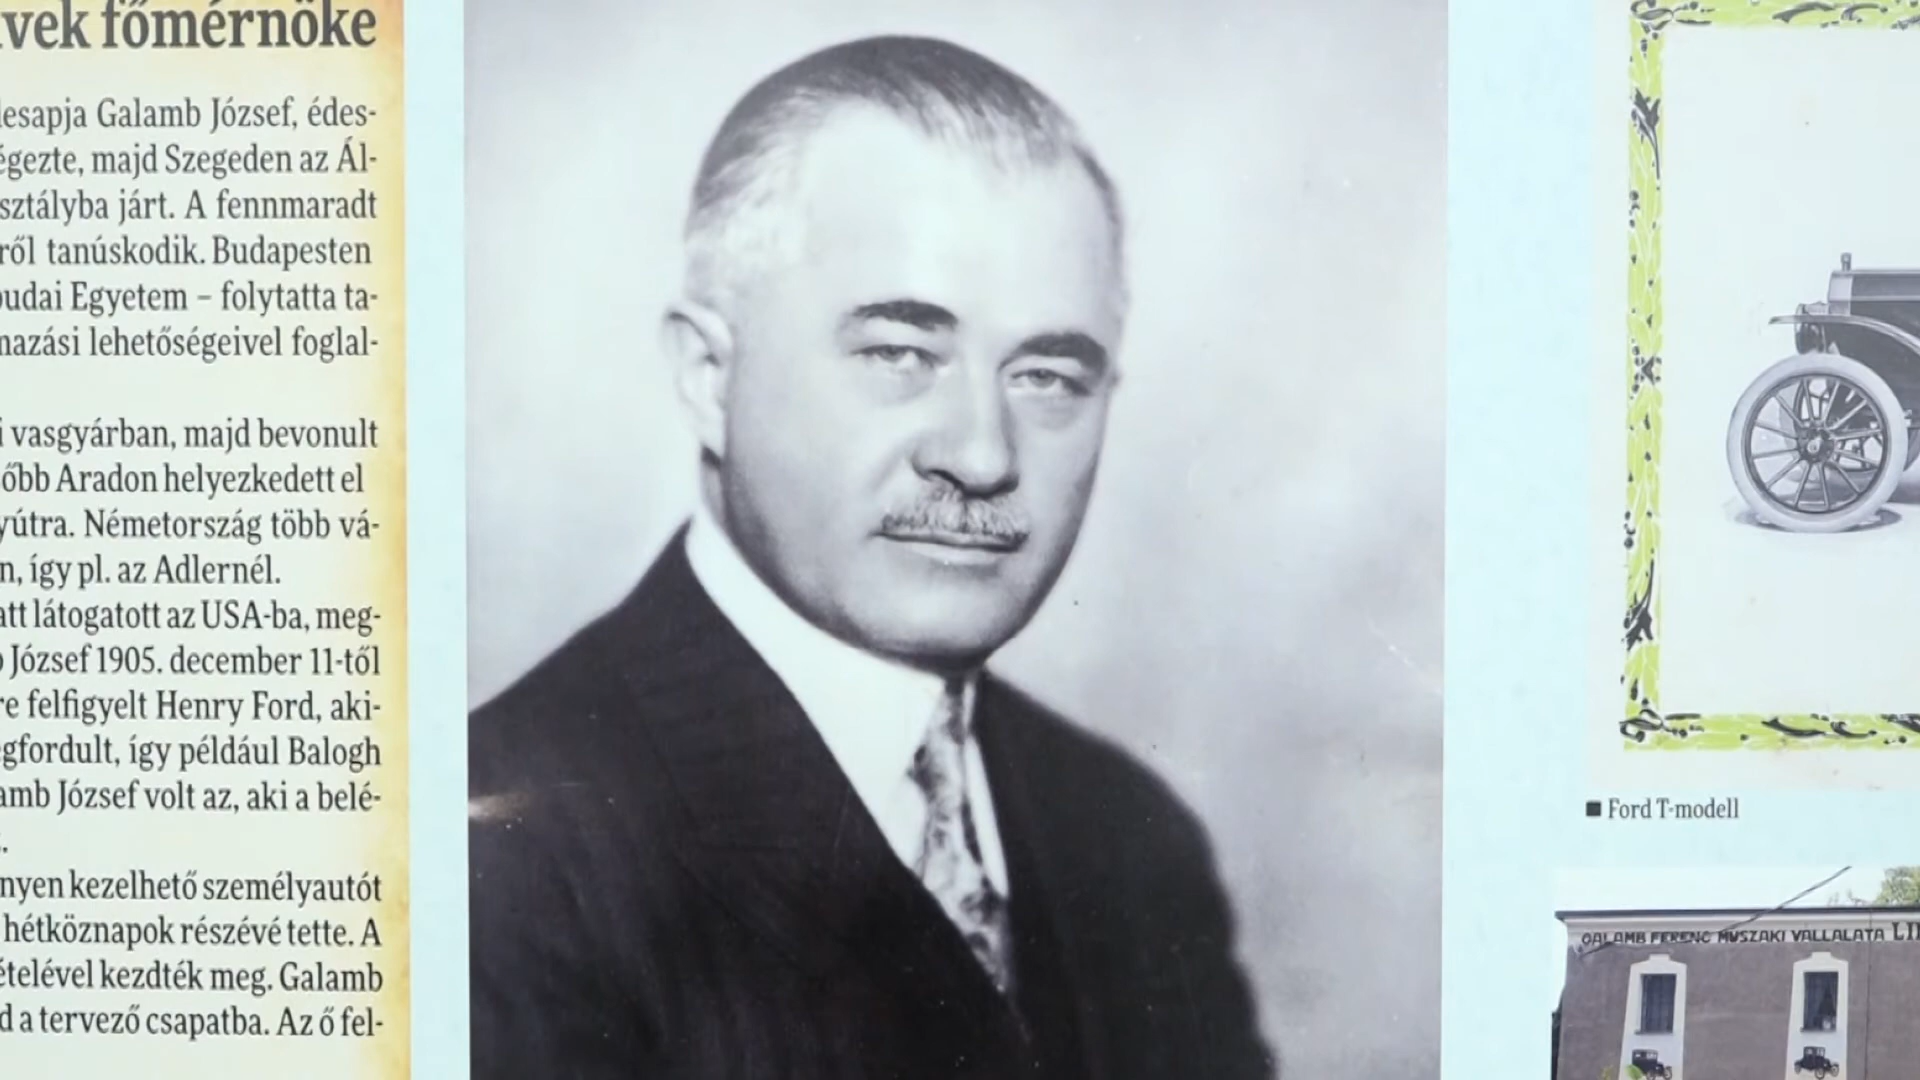 vek főmérnöke
lesapja Galamb József, édes-
égezte, majd Szegeden az Ál-
sztályba járt. A fennmaradt
ről tanúskodik. Budapesten
budai Egyetem – folytatta ta-
mazási lehetőségeivel foglal-
i vasgyárban, majd bevonult
őbb Aradon helyezkedett el
yútra. Németország több vá-
n, így pl. az Adlernél.
att látogatott az USA-ba, meg-
b József 1905. december 11-től
re felfigyelt Henry Ford, aki-
egfordult, így például Balogh
amb József volt az, aki a belé-
.
nyen kezelhető személyautót
hétköznapok részévé tette. A
ételével kezdték meg. Galamb
d a tervező csapatba. Az ő fel-
■ Ford T-modell
GALAMB FERENC MŰSZAKI VÁLLALATA LI